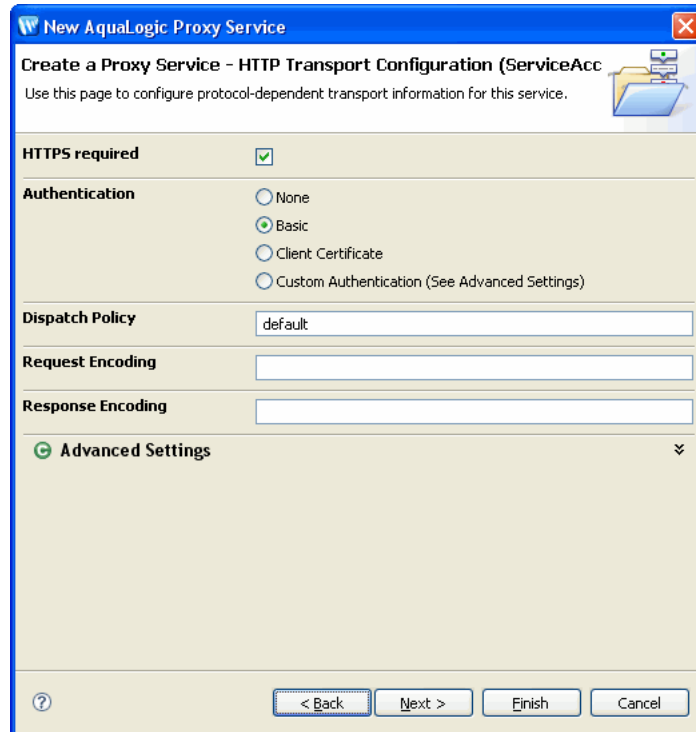 New AquaLogic Proxy Service
Create a Proxy Service - HTTP Transport Configuration (ServiceAcc
Use this page to configure protocol-dependent transport information for this service.
HTTPS required
Authentication
None
Basic
Client Certificate
Custom Authentication (See Advanced Settings)
Dispatch Policy
default
Request Encoding
Response Encoding
Advanced Settings
< Back
Next >
Finish
Cancel